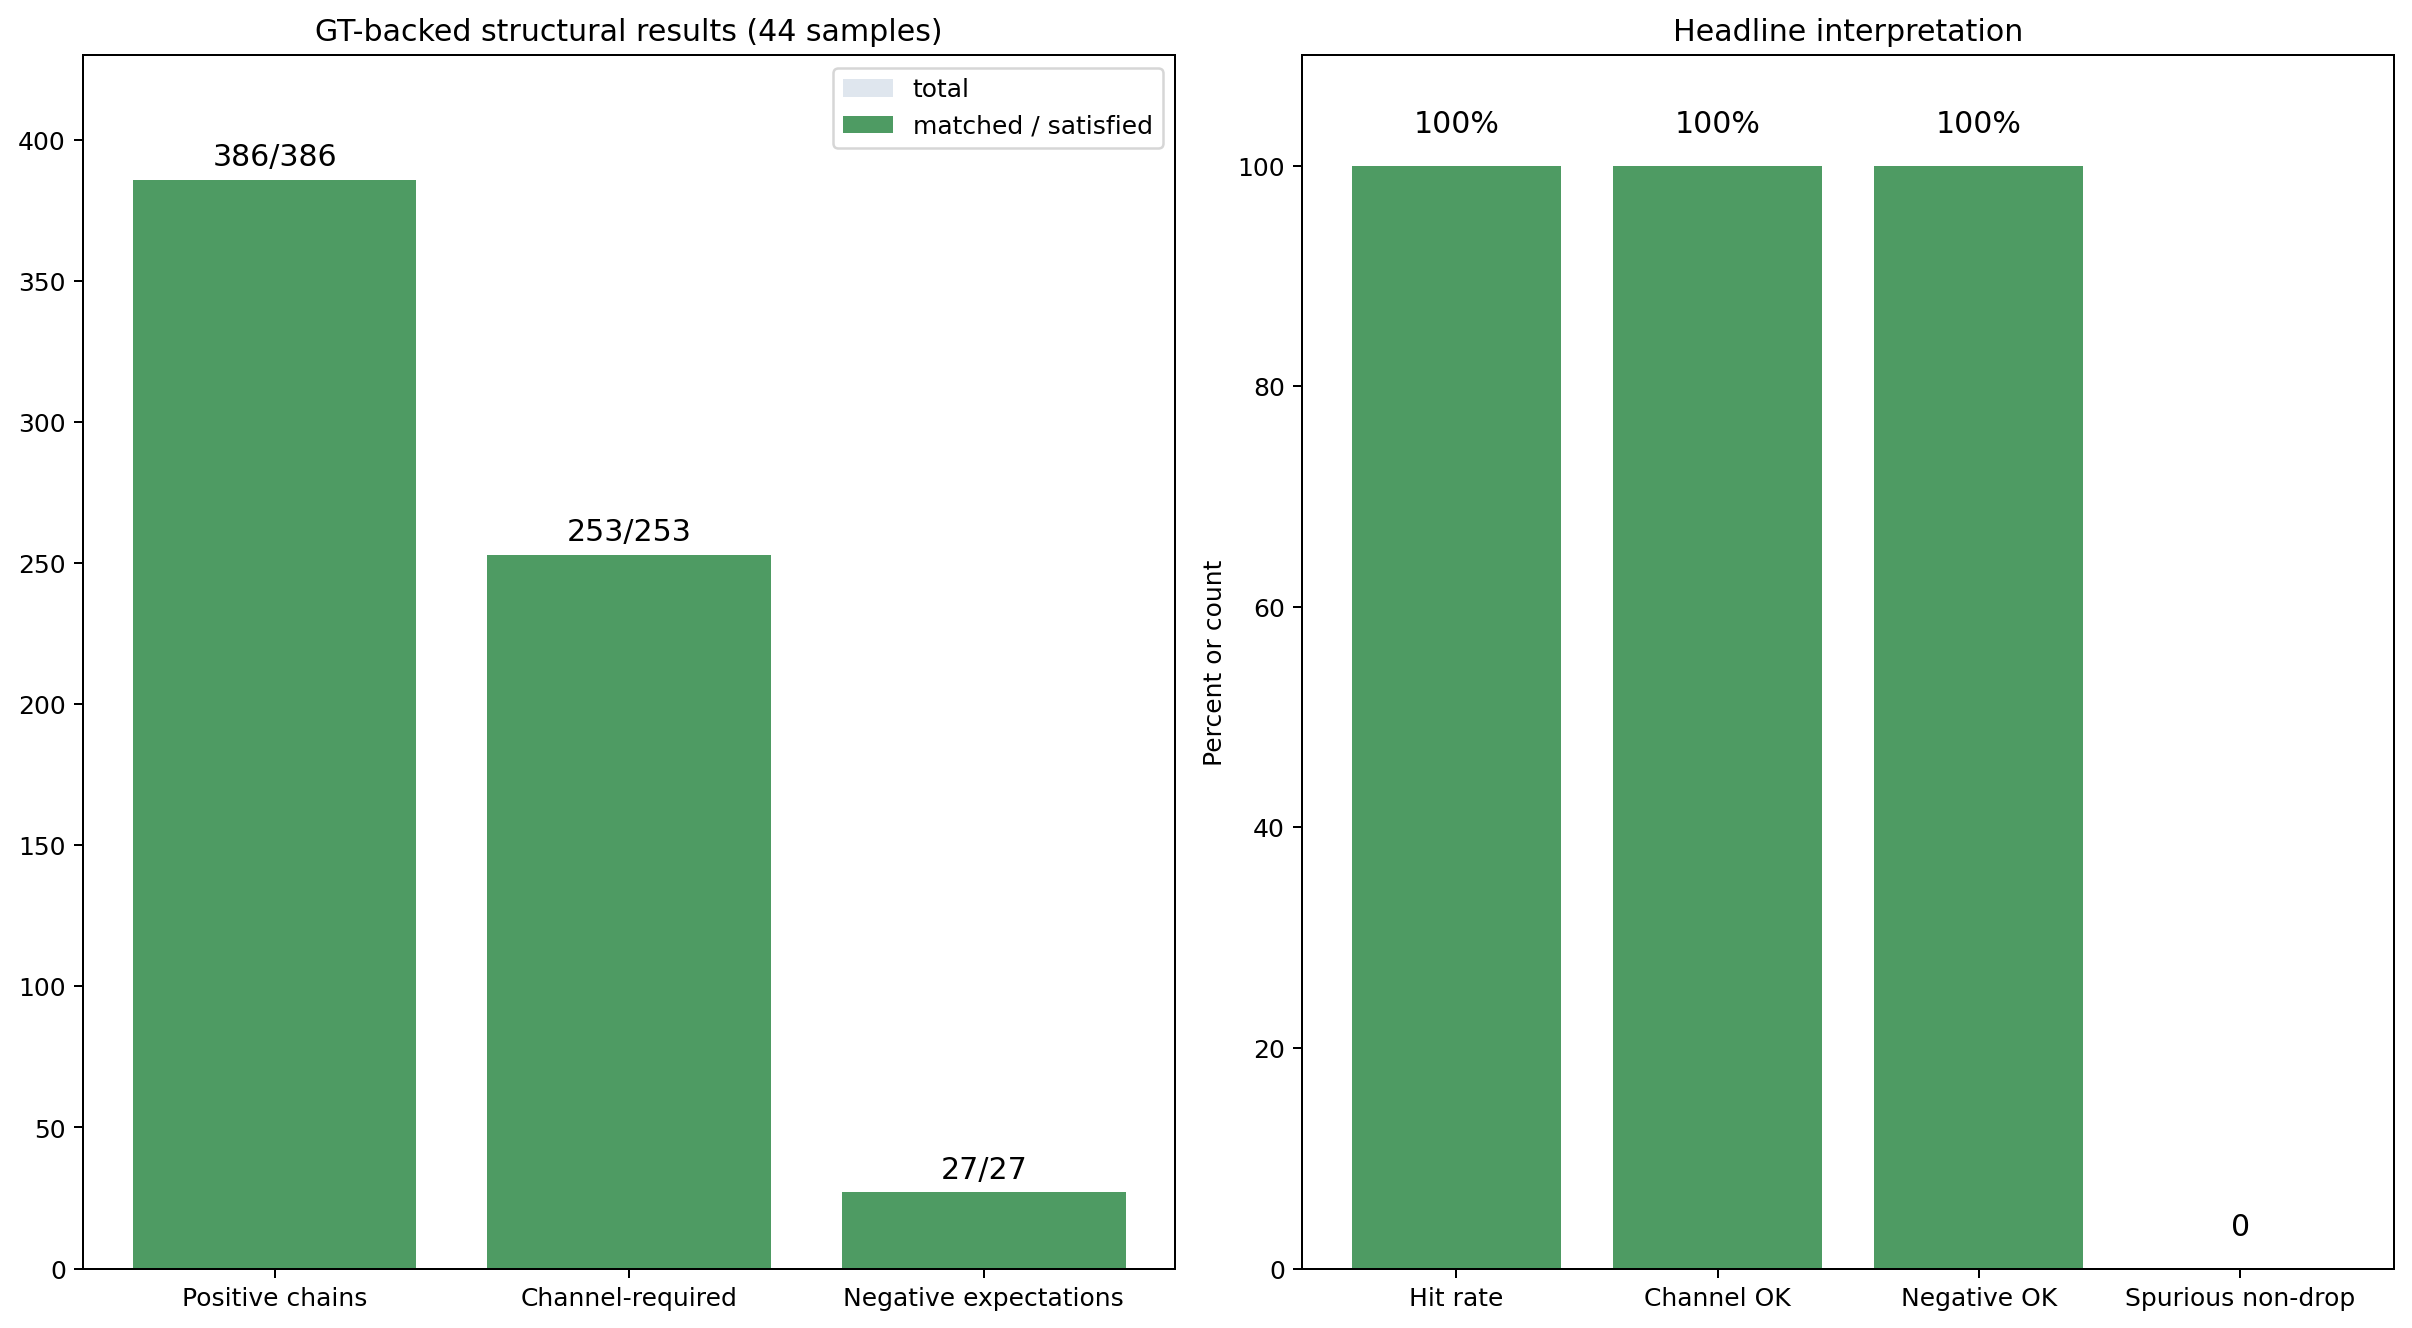 GT-backed structural results (44 samples)
total
matched / satisfied
400
350
300
250
200
150
100
50
0
386/386
253/253
27/27
Positive chains
Channel-required
Negative expectations
Headline interpretation
Percent or count
100
80
60
40
20
0
100%
100%
100%
0
Hit rate
Channel OK
Negative OK
Spurious non-drop